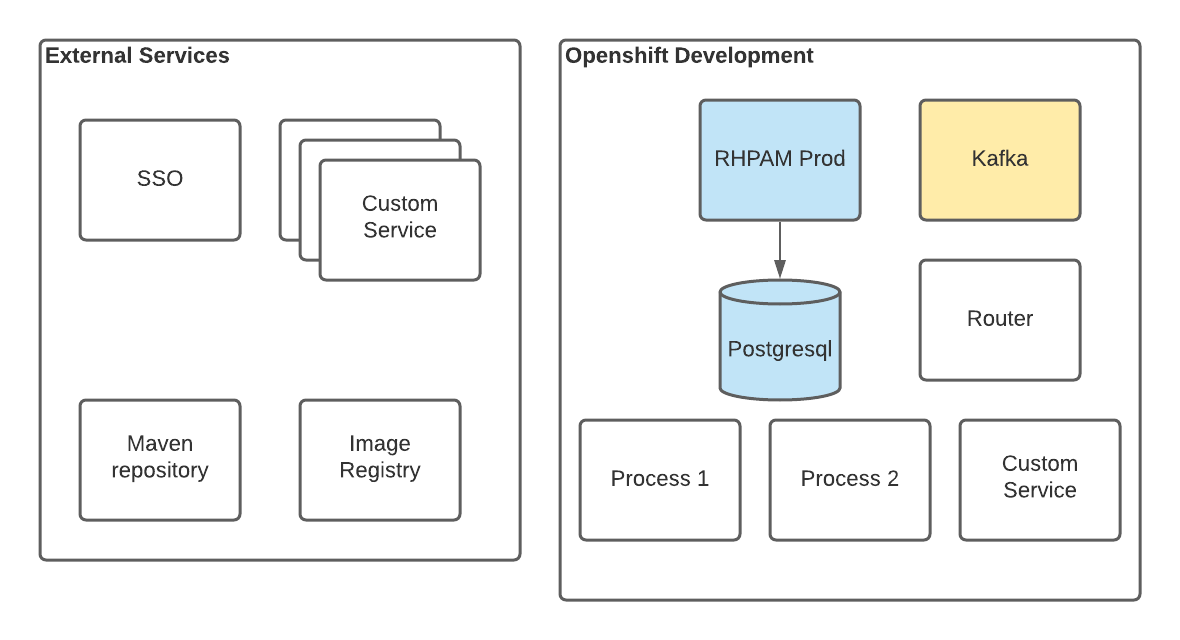 External Services
SSO
Custom
Service
Maven
repository
Image
Registry
Openshift Development
RHPAM Prod
Kafka
Postgresql
Router
Process 1
Process 2
Custom
Service